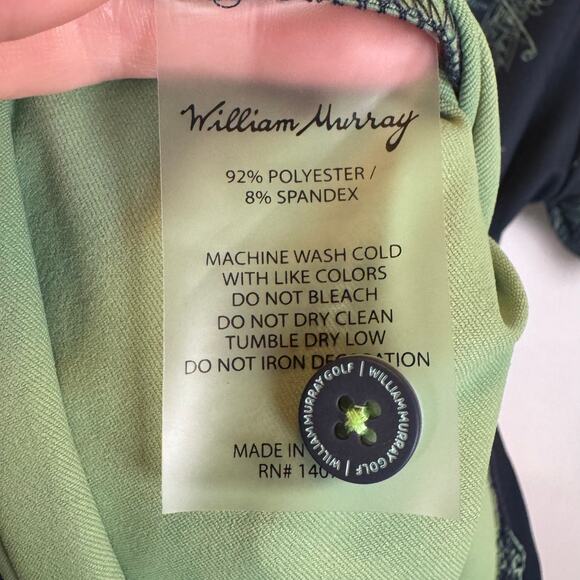 William Murray
92% POLYESTER /
8% SPANDEX
MACHINE WASH COLD
WITH LIKE COLORS
DO NOT BLEACH
DO NOT DRY CLEAN
TUMBLE DRY LOW
DO NOT IRON DECORATION
MADE IN
RN#
WILLIAM MURRAY GOLF | WILLIAM MURRAY GOLF |